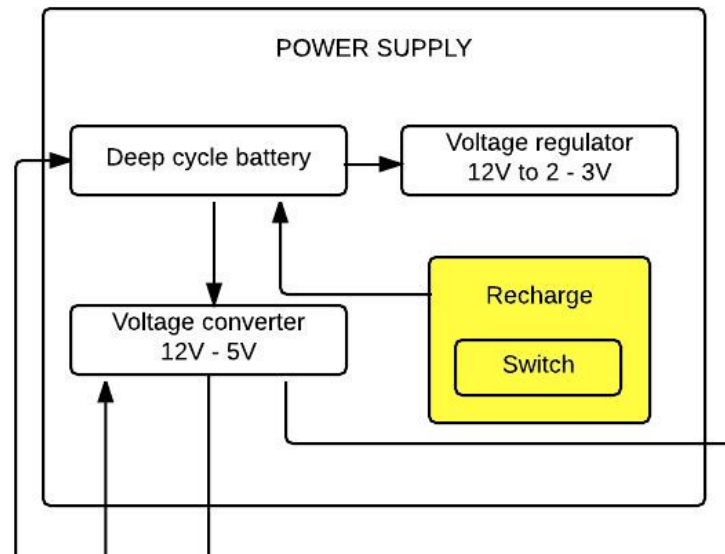 POWER SUPPLY
Deep cycle battery
Voltage regulator
12V to 2 - 3V
Voltage converter
12V - 5V
Recharge
Switch